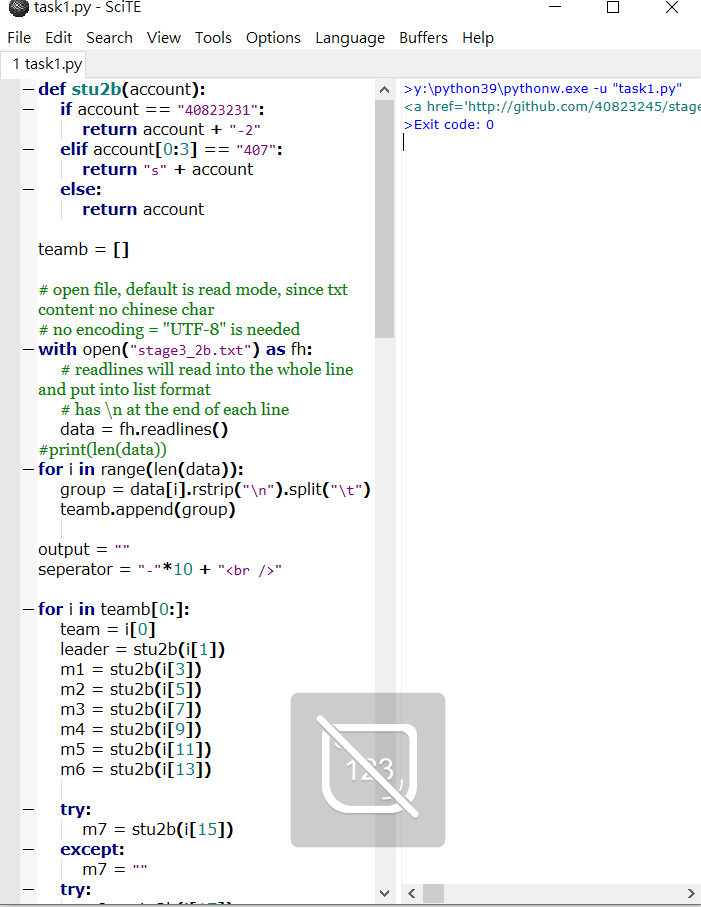 task1.py - SciTE
File Edit Search View Tools Options Language Buffers Help
1 task1.py
def stu2b(account):
if account == "40823231":
return account + "-2"
elif account[0:3] == "407":
return "s" + account
else:
return account
teamb = []
# open file, default is read mode, since txt
content no chinese char
# no encoding = "UTF-8" is needed
with open("stage3_2b.txt") as fh:
# readlines will read into the whole line
and put into list format
# has \n at the end of each line
data = fh.readlines()
#print(len(data))
for i in range(len(data)):
group = data[i].rstrip("\n").split("\t")
teamb.append(group)
output = ""
seperator = "-"*10 + "<br />"
for i in teamb[0:]:
team = i[0]
leader = stu2b(i[1])
m1 = stu2b(i[3])
m2 = stu2b(i[5])
m3 = stu2b(i[7])
m4 = stu2b(i[9])
m5 = stu2b(i[11])
m6 = stu2b(i[13])
try:
m7 = stu2b(i[15])
except:
m7 = ""
try:
>y:\python39\pythonw.exe -u "task1.py"
<a href='http://github.com/40823245/stage
>Exit code: 0
123